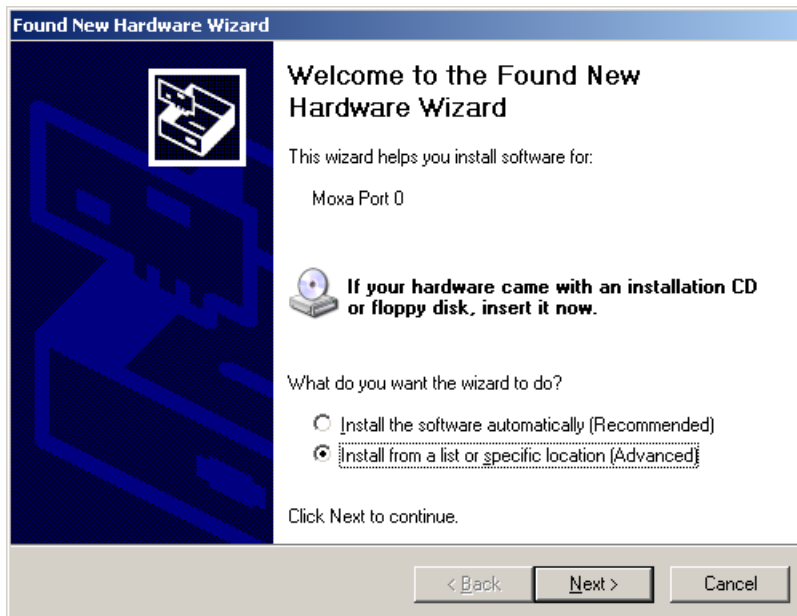 Found New Hardware Wizard
Welcome to the Found New
Hardware Wizard
This wizard helps you install software for:
Moxa Port 0
If your hardware came with an installation CD
or floppy disk, insert it now.
What do you want the wizard to do?
Install the software automatically (Recommended)
Install from a list or specific location (Advanced)
Click Next to continue.
< Back Next > Cancel